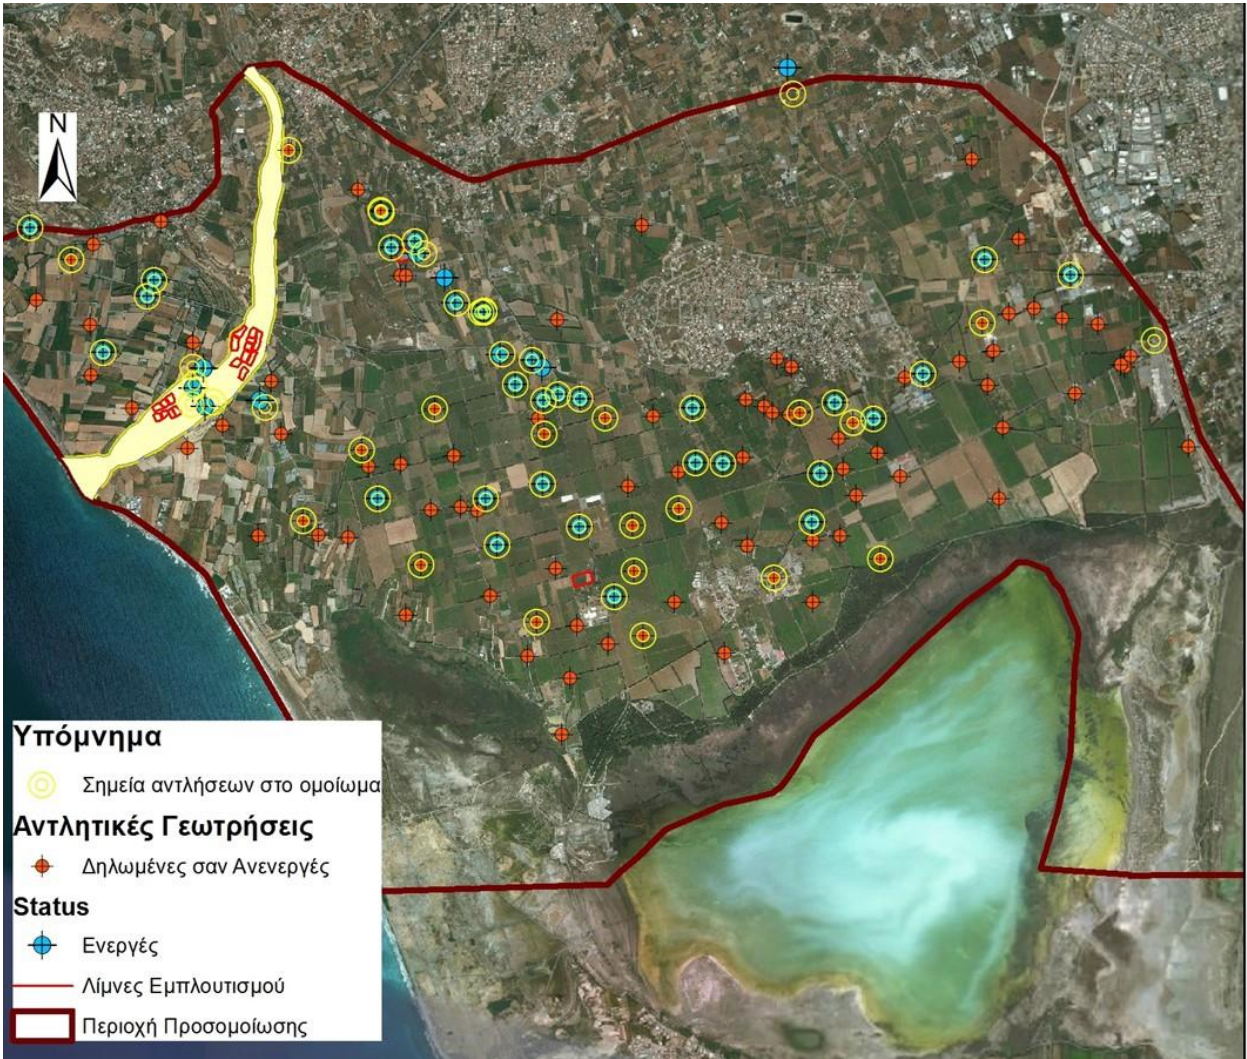 N
Υπόμνημα
Σημεία αντλήσεων στο ομοίωμα
Αντλητικές Γεωτρήσεις
Δηλωμένες σαν Ανενεργές
Status
Ενεργές
Λίμνες Εμπλουτισμού
Περιοχή Προσομοίωσης